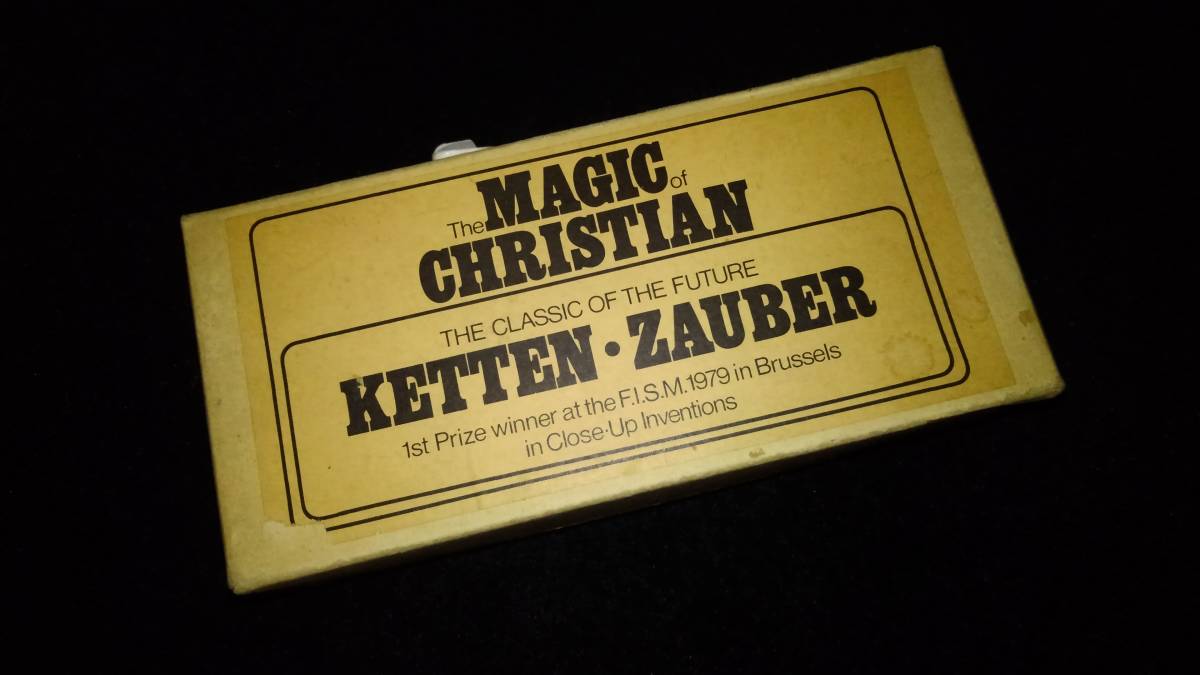 The MAGIC of
CHRISTIAN
THE CLASSIC OF THE FUTURE
KETTEN·ZAUBER
1st Prize winner at the F.I.S.M.1979 in Brussels
in Close·Up Inventions